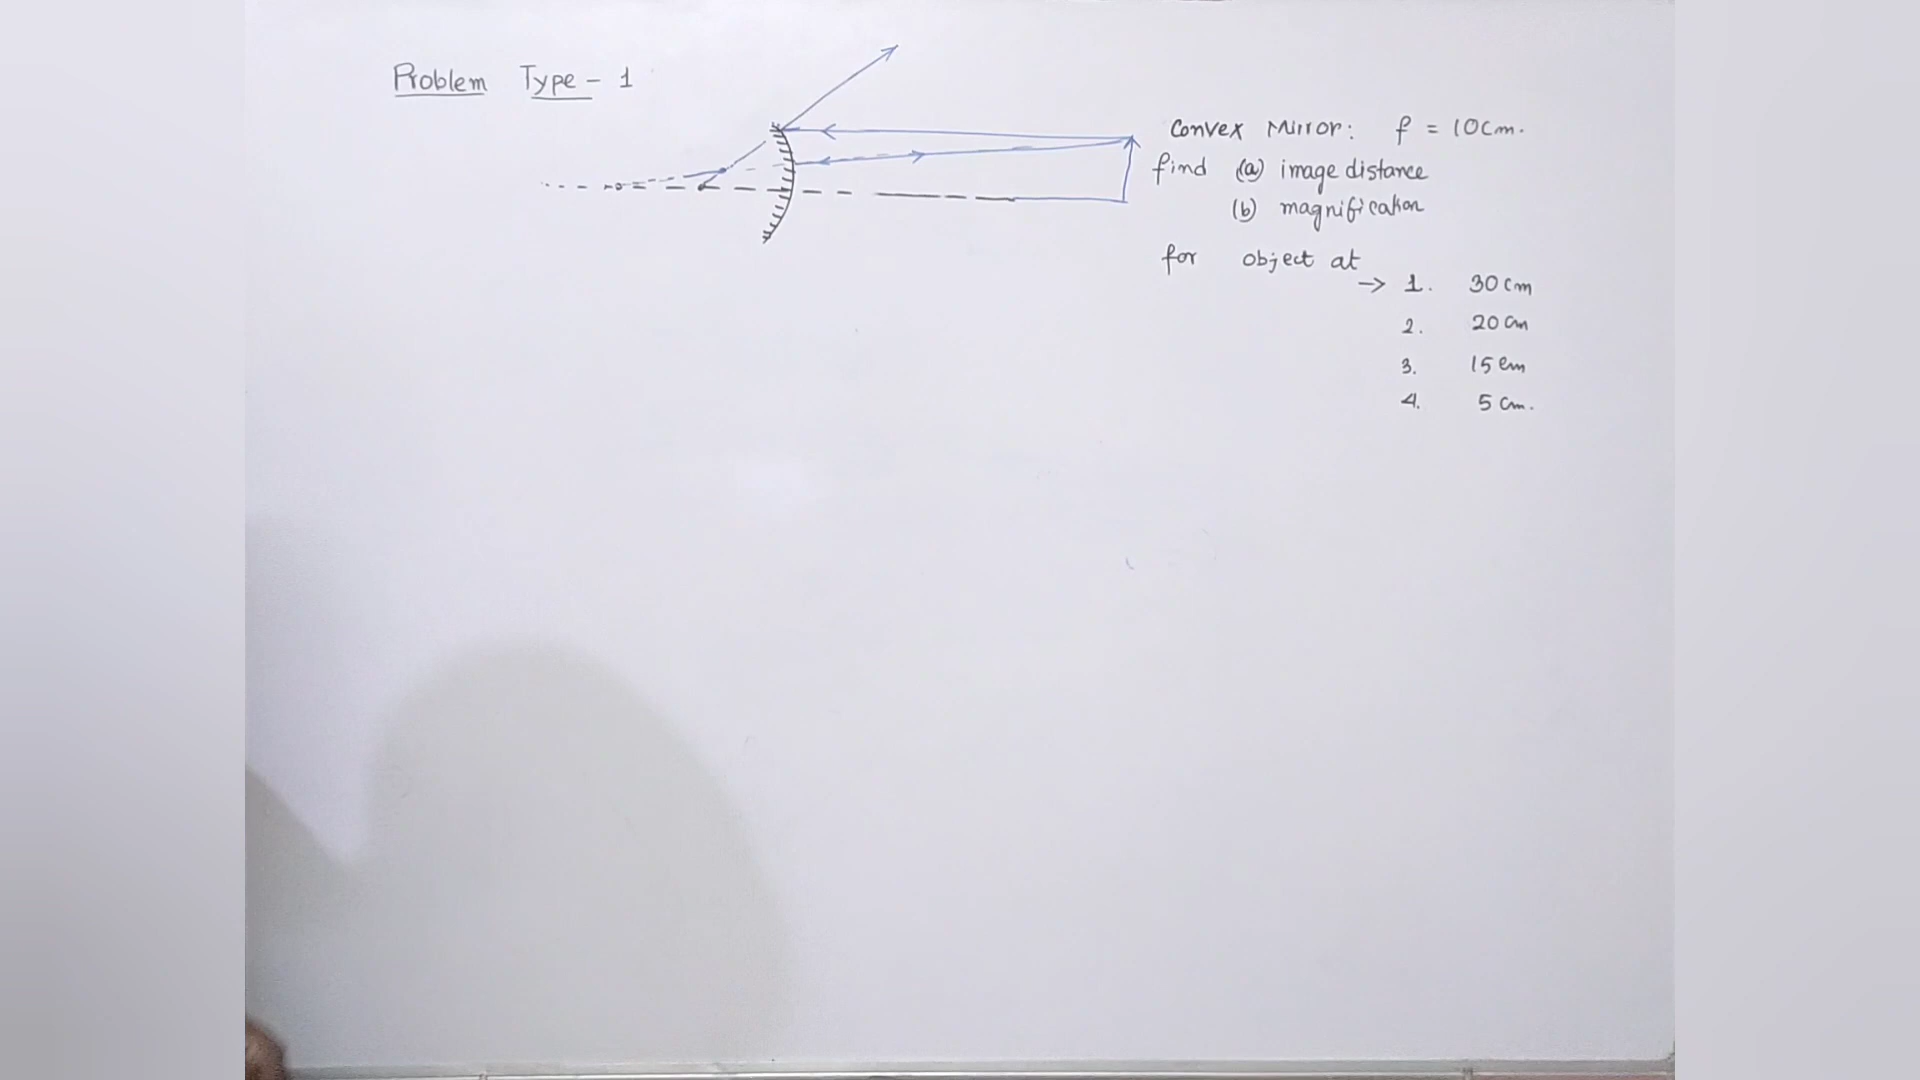 Problem Type - 1
Convex Mirror: f = 10cm.
find (a) image distance
(b) magnification
for object at
→ 1. 30 cm
2. 20 cm
3. 15 cm
4. 5 cm.